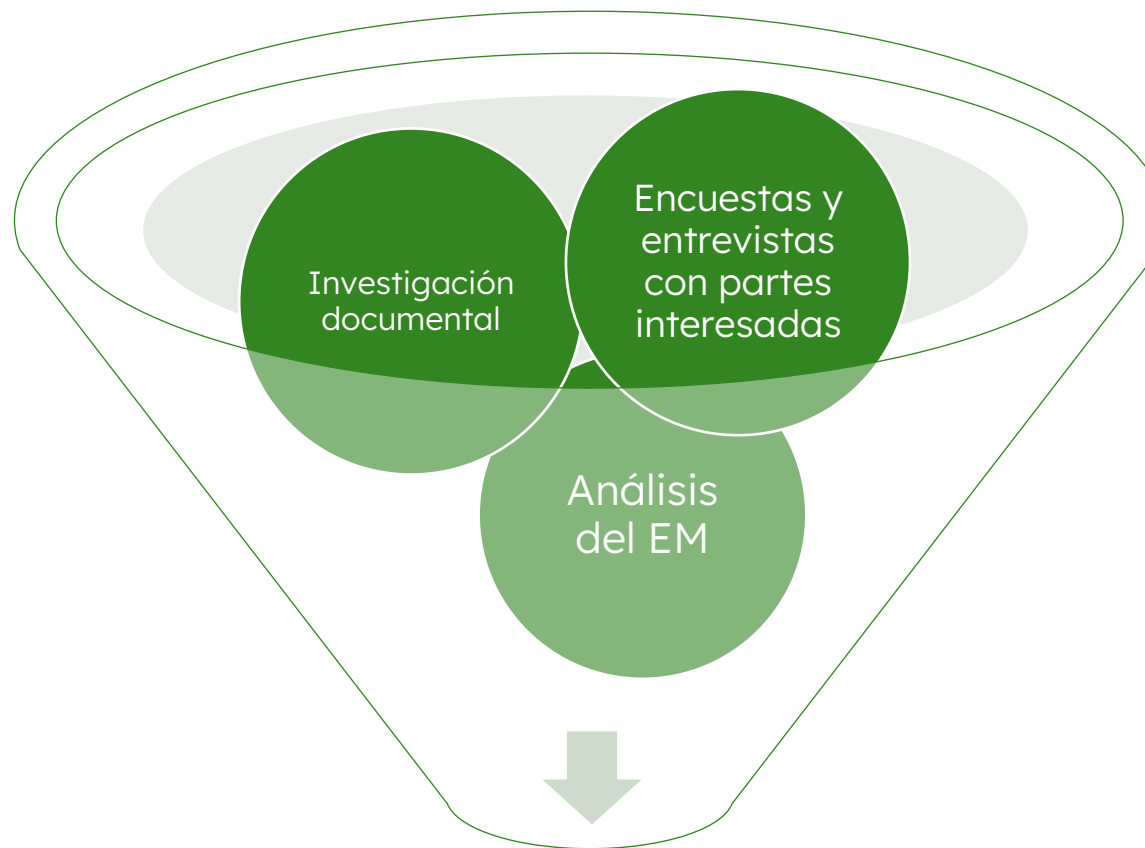 Investigación
documental
Encuestas y
entrevistas
con partes
interesadas
Análisis
del EM